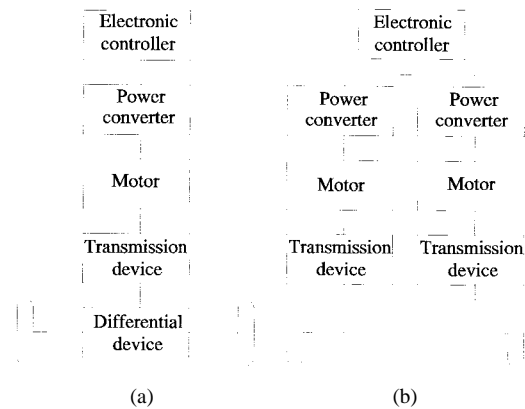 Electronic
controller
Power
converter
Motor
Transmission
device
Differential
device
(a)
Electronic
controller
Power
converter
Power
converter
Motor
Motor
Transmission
device
Transmission
device
(b)